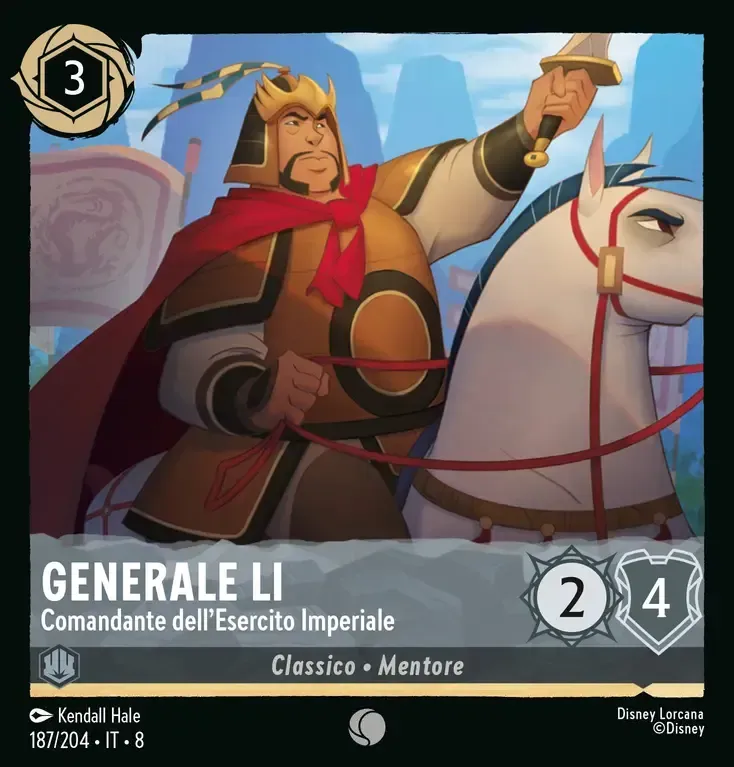 3
GENERALE LI
Comandante dell'Esercito Imperiale
2
4
Classico • Mentore
Kendall Hale
Disney Lorcana
187/204 • IT • 8
©Disney